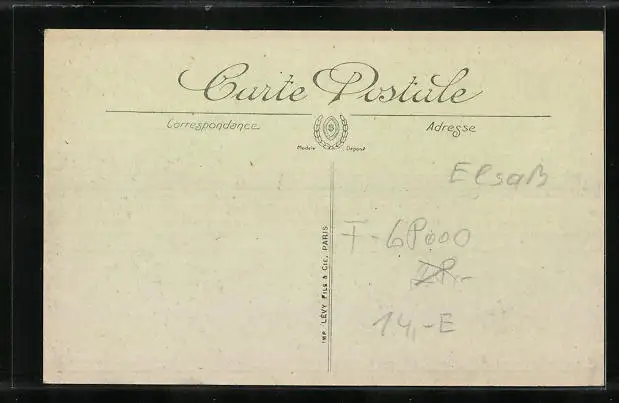 Carte Postale
Correspondance
Adresse
Modèle Déposé
IMP. LÉVY FILS & CIE, PARIS
Elsaß
F-68000
14,-E